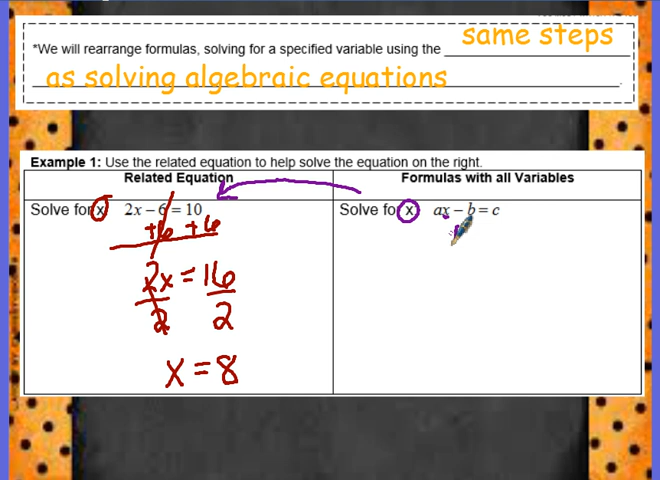 *We will rearrange formulas, solving for a specified variable using the same steps
as solving algebraic equations.
Example 1: Use the related equation to help solve the equation on the right.
Related Equation
Formulas with all Variables
Solve for x 2x – 6 = 10
+6 +6
2x = 16
2 2
x = 8
Solve for x ax – b = c